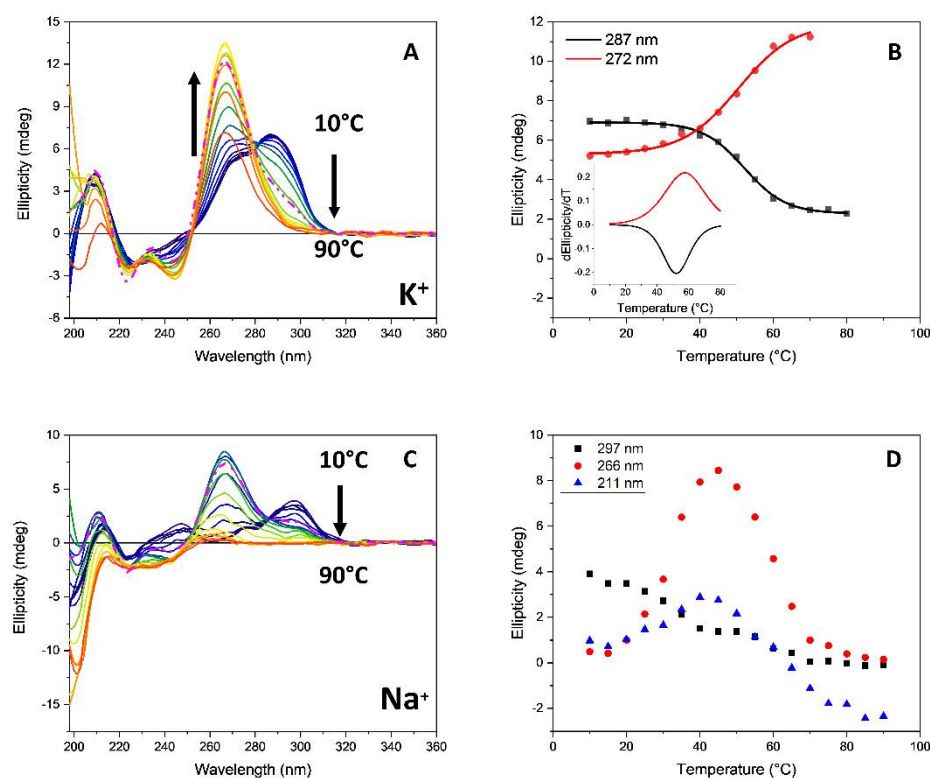 A
15
12
9
6
3
0
-3
-6
Ellipticity (mdeg)
10°C
90°C
K+
200 220 240 260 280 300 320 340 360
Wavelength (nm)
B
287 nm
272 nm
12
10
8
6
4
2
0
-2
Ellipticity (mdeg)
0.2
0.1
0.0
-0.1
-0.2
dEllipticity/dT
0 20 40 60 80
Temperature (°C)
0 20 40 60 80 100
Temperature (°C)
C
10
5
0
-5
-10
-15
Ellipticity (mdeg)
10°C
90°C
Na+
200 220 240 260 280 300 320 340 360
Wavelength (nm)
D
297 nm
266 nm
211 nm
10
8
6
4
2
0
-2
Ellipticity (mdeg)
0 20 40 60 80 100
Temperature (°C)